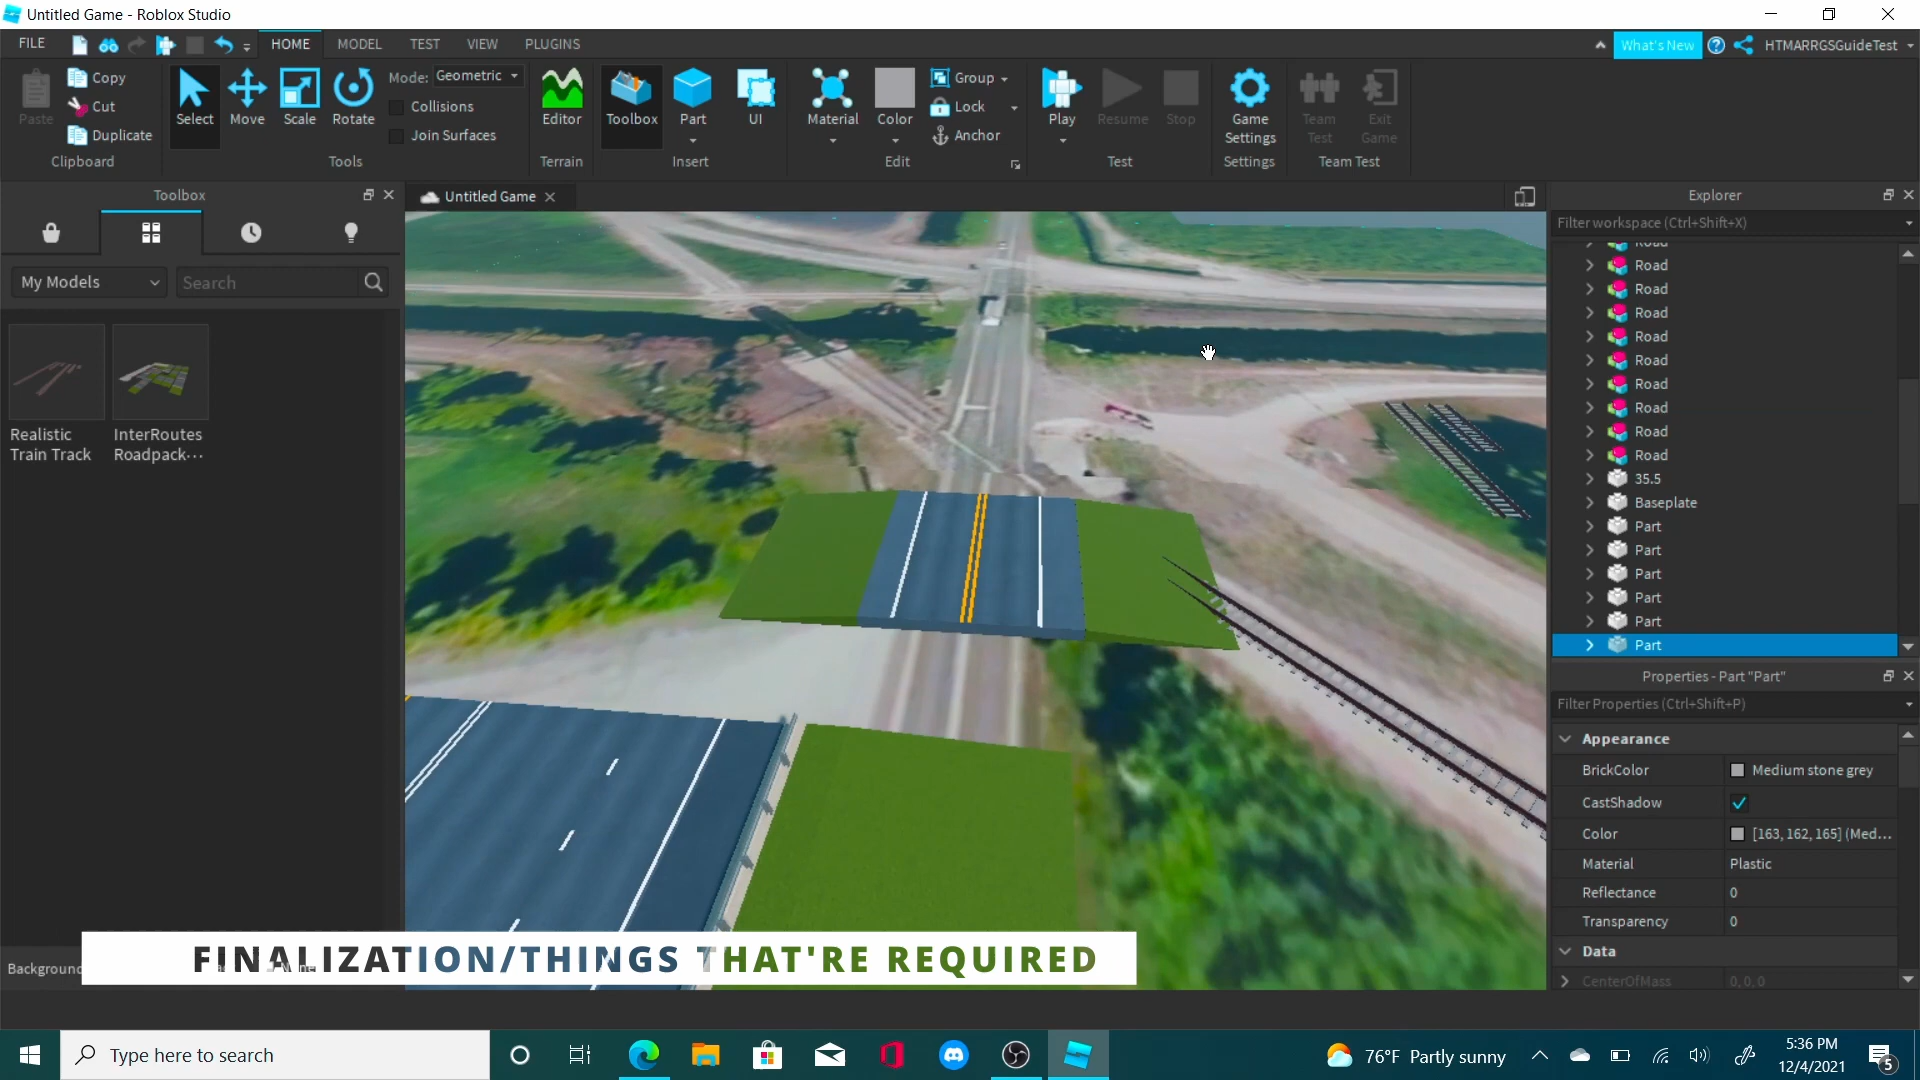 Untitled Game - Roblox Studio
FILE
HOME
MODEL
TEST
VIEW
PLUGINS
What's New
HTMARRGSGuideTest
Paste
Copy
Cut
Duplicate
Clipboard
Select
Move
Scale
Rotate
Mode: Geometric
Collisions
Join Surfaces
Tools
Editor
Terrain
Toolbox
Part
UI
Insert
Material
Color
Group
Lock
Anchor
Edit
Play
Resume
Stop
Test
Game
Settings
Settings
Team
Test
Exit
Game
Team Test
Toolbox
My Models
Search
Realistic
Train Track
InterRoutes
Roadpack...
Untitled Game
Explorer
Filter workspace (Ctrl+Shift+X)
Road
Road
Road
Road
Road
Road
Road
Road
Road
Road
35.5
Baseplate
Part
Part
Part
Part
Part
Part
Properties - Part "Part"
Filter Properties (Ctrl+Shift+P)
Appearance
BrickColor Medium stone grey
CastShadow
Color [163, 162, 165] (Med...
Material Plastic
Reflectance 0
Transparency 0
Data
CenterOfMass 0, 0, 0
Background
FINALIZATION/THINGS THAT'RE REQUIRED
Type here to search
76°F Partly sunny
5:36 PM
12/4/2021
5